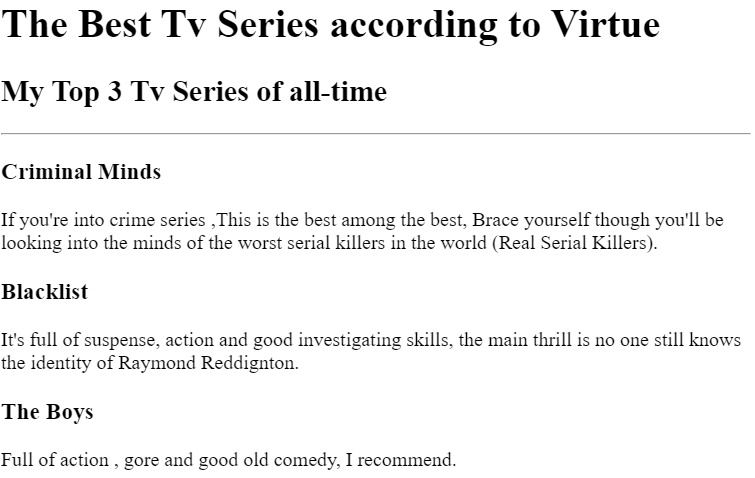 The Best Tv Series according to Virtue
My Top 3 Tv Series of all-time
Criminal Minds
If you're into crime series ,This is the best among the best, Brace yourself though you'll be
looking into the minds of the worst serial killers in the world (Real Serial Killers).
Blacklist
It's full of suspense, action and good investigating skills, the main thrill is no one still knows
the identity of Raymond Reddignton.
The Boys
Full of action , gore and good old comedy, I recommend.